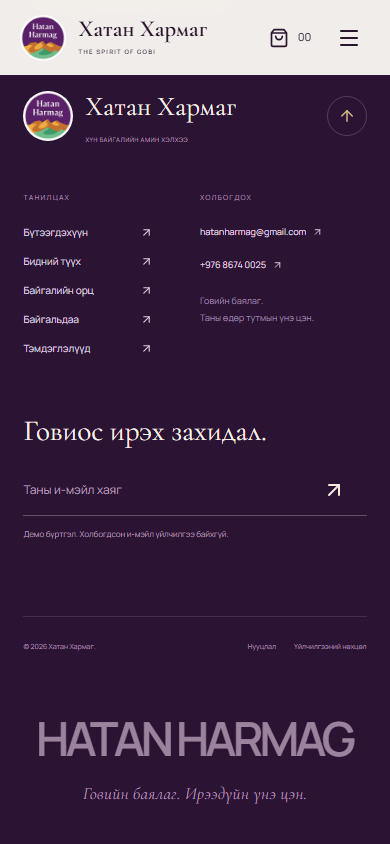 Hatan
Harmag
Хатан Хармаг
THE SPIRIT OF GOBI
00
Hatan
Harmag
Хатан Хармаг
ХҮН БАЙГАЛИЙН АМИН ХЭЛХЭЭ
ТАНИЛЦАХ
Бүтээгдэхүүн
Бидний түүх
Байгалийн орц
Байгальдаа
Тэмдэглэлүүд
ХОЛБОГДОХ
hatanharmag@gmail.com
+976 8674 0025
Говийн баялаг.
Таны өдөр тутмын үнэ цэн.
Говиос ирэх захидал.
Таны и-мэйл хаяг
Демо бүртгэл. Холбогдсон и-мэйл үйлчилгээ байхгүй.
© 2026 Хатан Хармаг.
Нууцлал
Үйлчилгээний нөхцөл
HATAN HARMAG
Говийн баялаг. Ирээдүйн үнэ цэн.